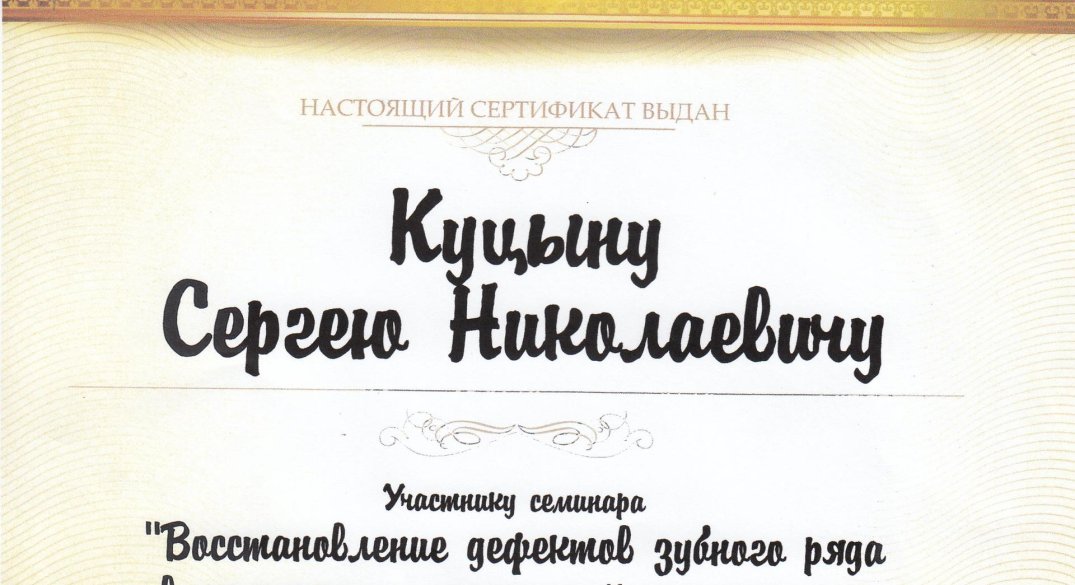 НАСТОЯЩИЙ СЕРТИФИКАТ ВЫДАН
Куцыну
Сергею Николаевичу
Участнику семинара
"Восстановление дефектов зубного ряда